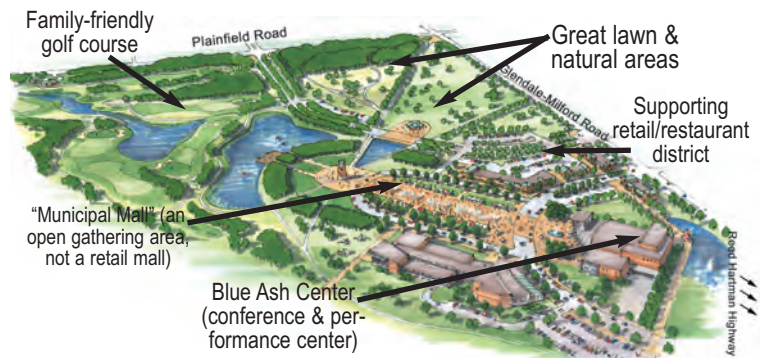 Family-friendly
golf course
Plainfield Road
Great lawn &
natural areas
Glendale-Milford Road
Supporting
retail/restaurant
district
“Municipal Mall” (an
open gathering area,
not a retail mall)
Blue Ash Center
(conference & per-
formance center)
Reed Hartman Highway